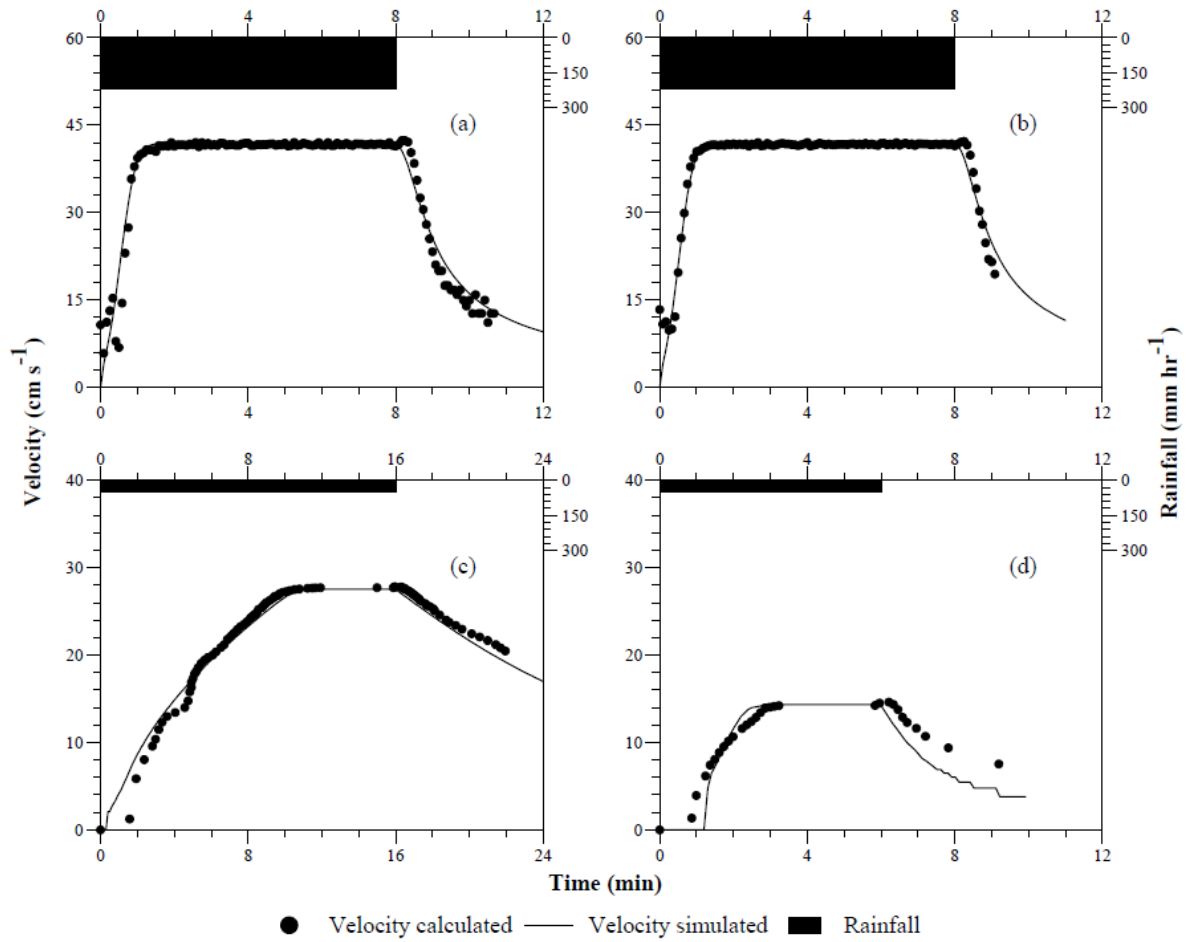 0 4 8 12 0 4 8 12
60 0 60 0
150 150
300 300
45 (a) 45 (b)
30 30
15 15
0 0
0 4 8 12 0 4 8 12
Velocity (cm s-1)
Rainfall (mm hr-1)
0 8 16 24 0 4 8 12
40 0 40 0
150 150
300 300
30 (c) 30 (d)
20 20
10 10
0 0
0 8 16 24 0 4 8 12
Time (min)
Velocity calculated Velocity simulated Rainfall